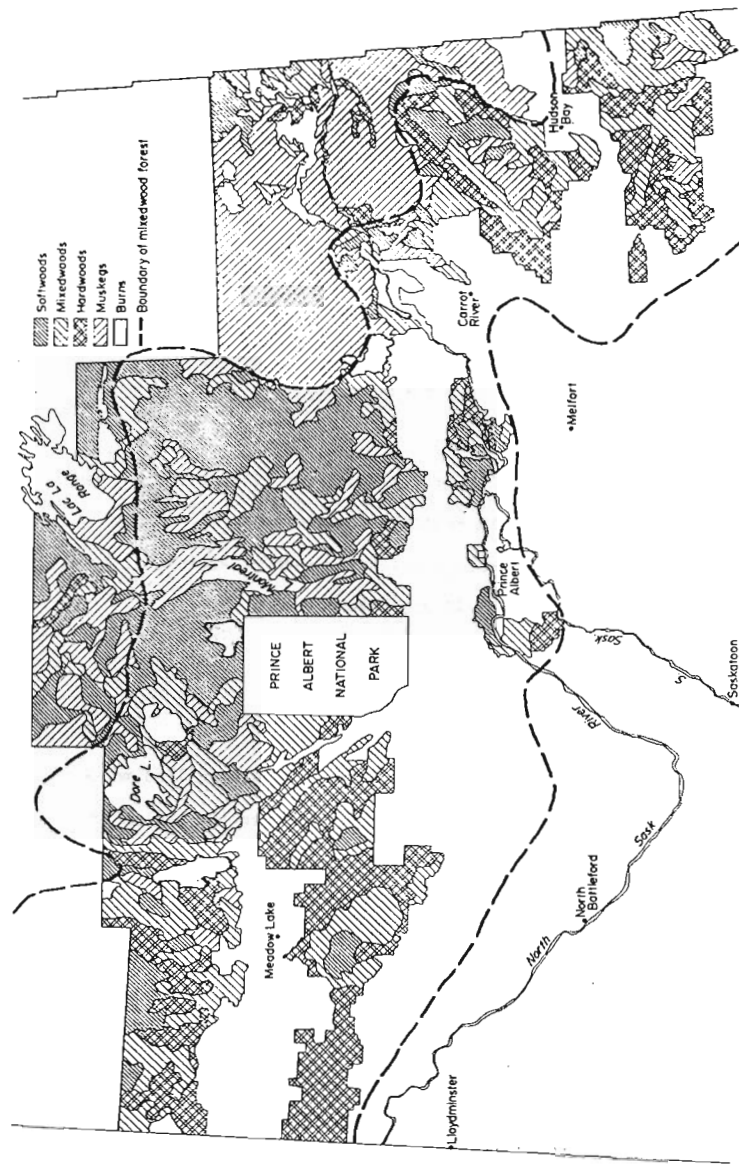 Softwoods
Mixedwoods
Hardwoods
Muskegs
Burns
Boundary of mixedwood forest
Lac La
Ronge
Dore L.
Montreal
PRINCE
ALBERT
NATIONAL
PARK
Meadow Lake
Hudson
Bay
Carrot
River
Melfort
Prince
Albert
North
Battleford
Lloydminster
Saskatoon
North
Sask
River
S
Sask